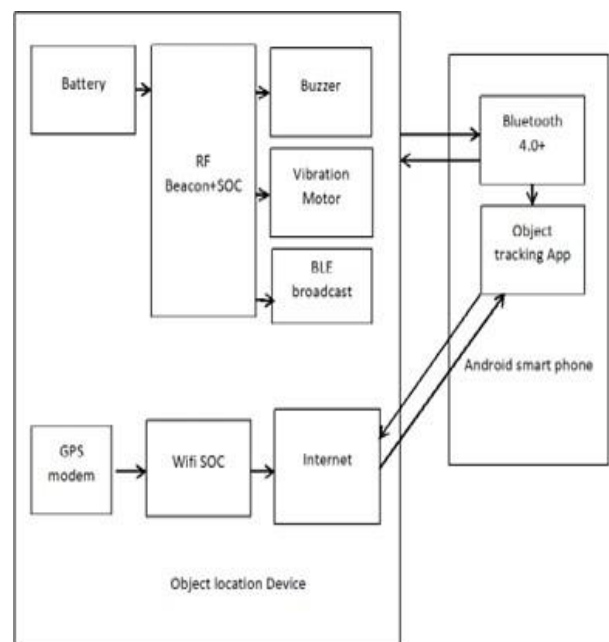 Battery
RF
Beacon+SOC
Buzzer
Vibration
Motor
BLE
broadcast
Bluetooth
4.0+
Object
tracking App
Android smart phone
GPS
modem
Wifi SOC
Internet
Object location Device